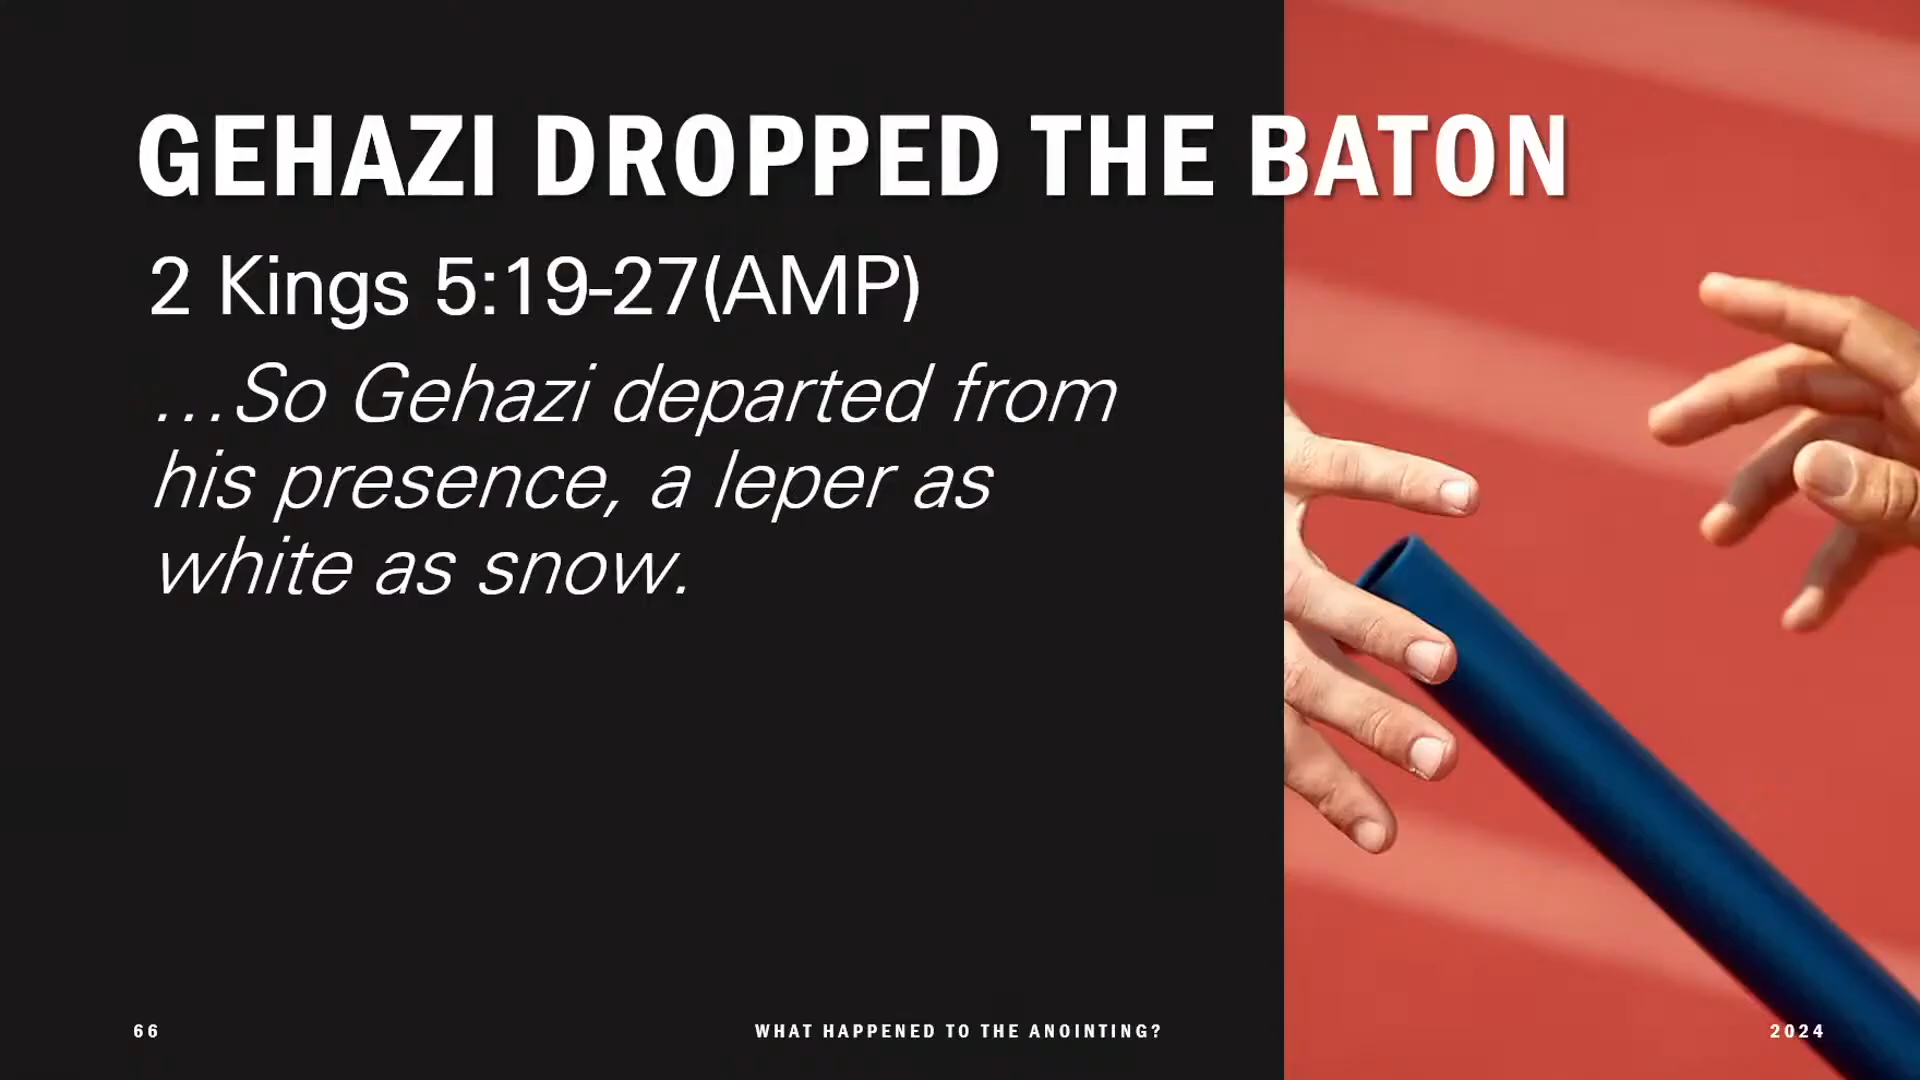 GEHAZI DROPPED THE BATON
2 Kings 5:19-27(AMP)
...So Gehazi departed from
his presence, a leper as
white as snow.
66
WHAT HAPPENED TO THE ANOINTING?
2024